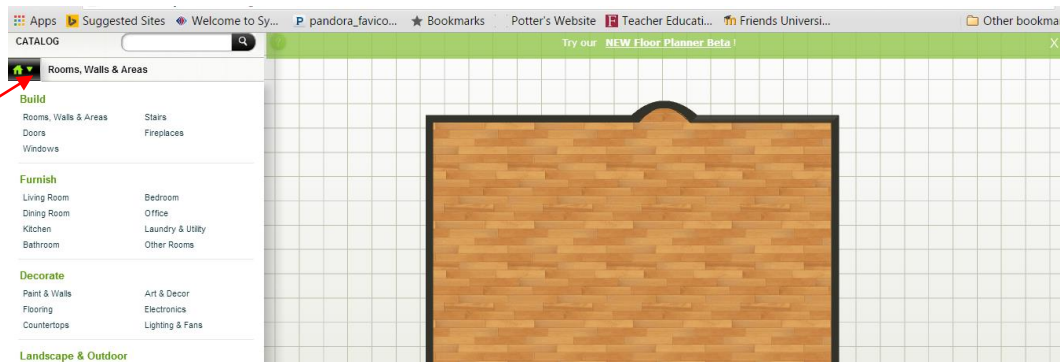 Apps Suggested Sites Welcome to Sy... pandora_favico... Bookmarks Potter's Website Teacher Educati... Friends Universi... Other bookma
CATALOG
Try our NEW Floor Planner Beta ! X
Rooms, Walls & Areas
Build
Rooms, Walls & Areas Stairs
Doors Fireplaces
Windows
Furnish
Living Room Bedroom
Dining Room Office
Kitchen Laundry & Utility
Bathroom Other Rooms
Decorate
Paint & Walls Art & Decor
Flooring Electronics
Countertops Lighting & Fans
Landscape & Outdoor